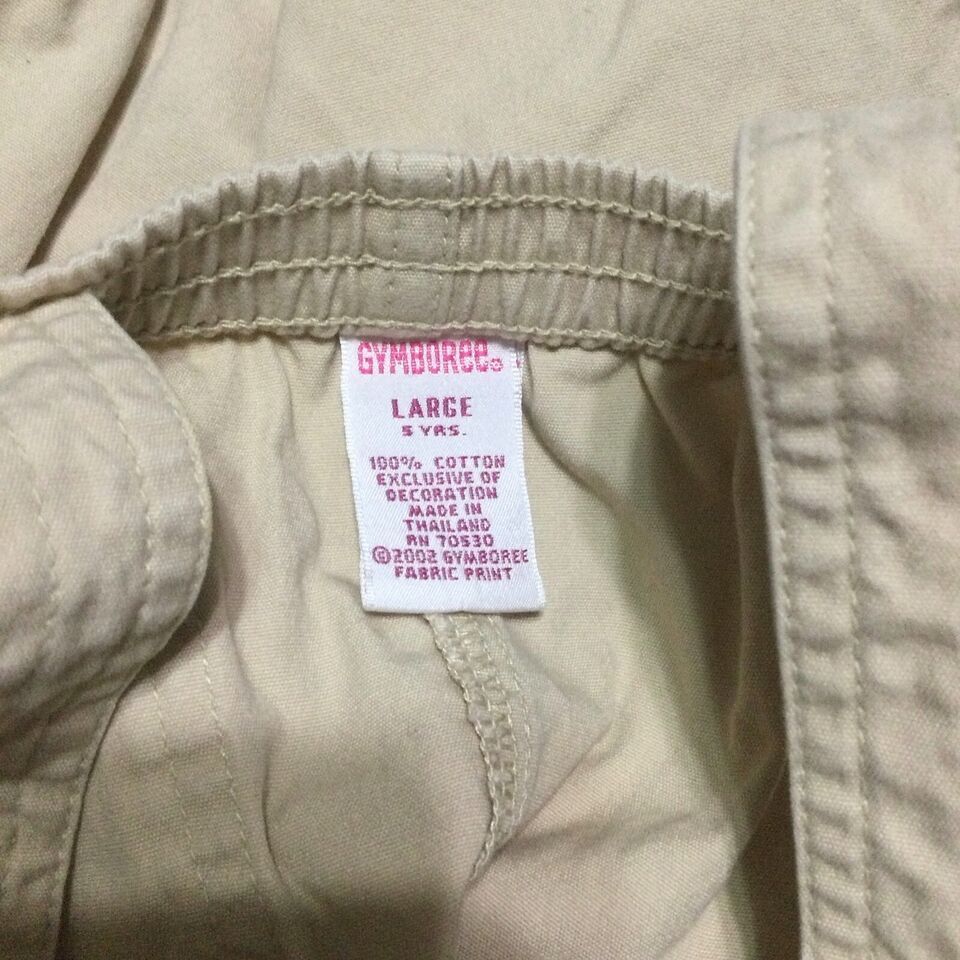 GYMBOREE®
LARGE
5 YRS.
100% COTTON
EXCLUSIVE OF
DECORATION
MADE IN
THAILAND
RN 70530
©2002 GYMBOREE
FABRIC PRINT